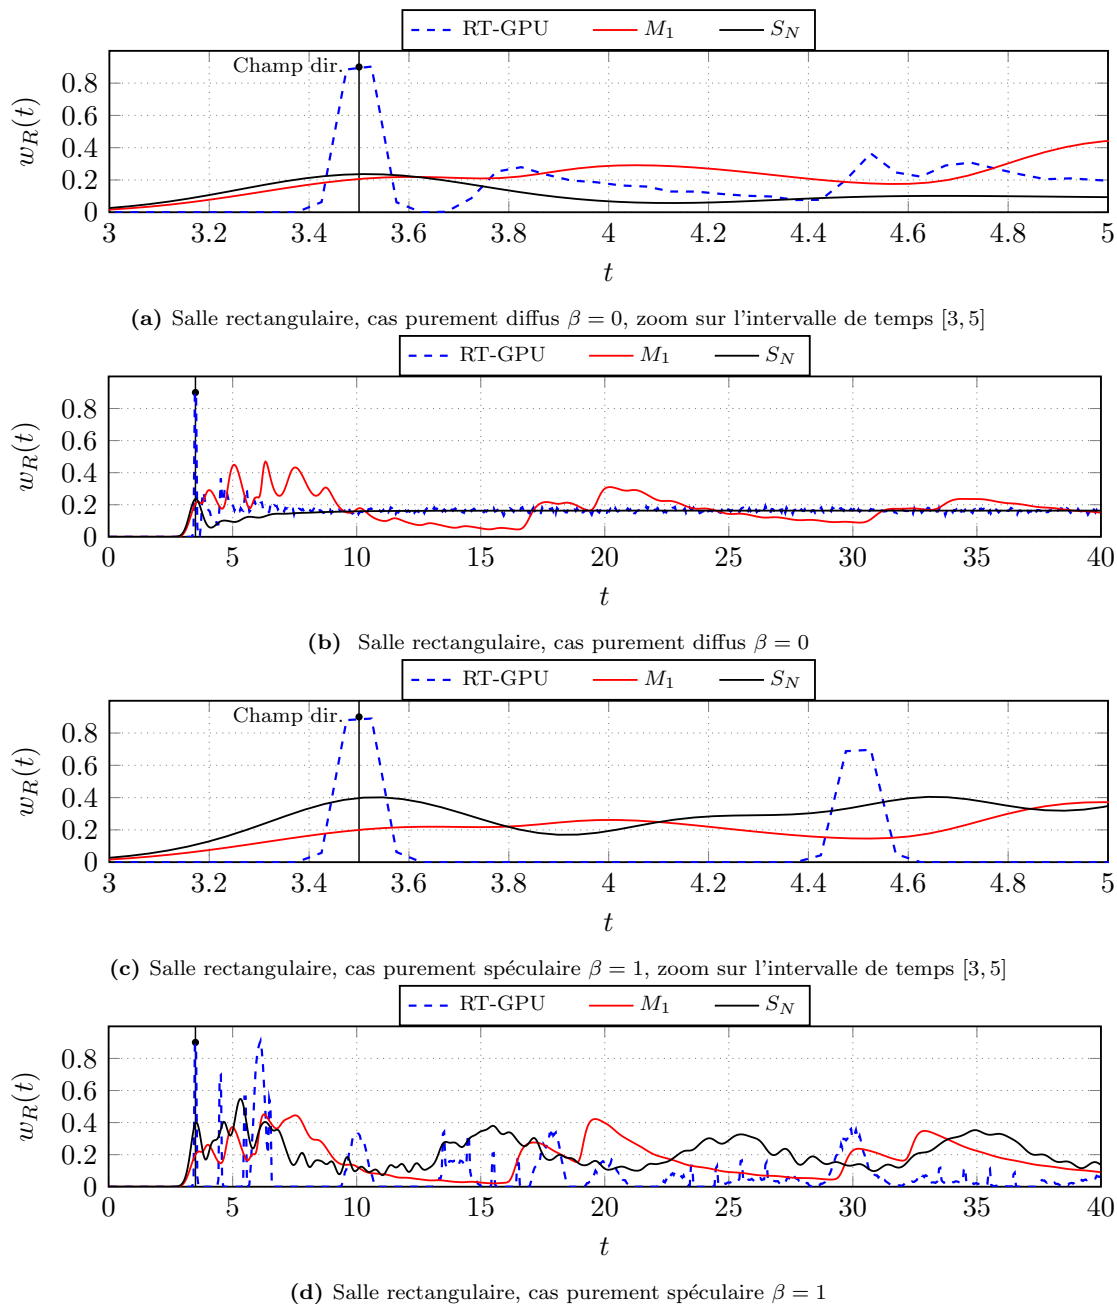 RT-GPU M₁ Sₙ
0.8
0.6
0.4
0.2
0
w_R(t)
Champ dir.
3 3.2 3.4 3.6 3.8 4 4.2 4.4 4.6 4.8 5
t
(a) Salle rectangulaire, cas purement diffus β = 0, zoom sur l'intervalle de temps [3, 5]
RT-GPU M₁ S_N
0.8
0.6
0.4
0.2
0
w_R(t)
0 5 10 15 20 25 30 35 40
t
(b) Salle rectangulaire, cas purement diffus β = 0
RT-GPU M₁ S_N
0.8
0.6
0.4
0.2
0
w_R(t)
Champ dir.
3 3.2 3.4 3.6 3.8 4 4.2 4.4 4.6 4.8 5
t
(c) Salle rectangulaire, cas purement spéculaire β = 1, zoom sur l'intervalle de temps [3, 5]
RT-GPU M₁ S_N
0.8
0.6
0.4
0.2
0
w_R(t)
0 5 10 15 20 25 30 35 40
t
(d) Salle rectangulaire, cas purement spéculaire β = 1